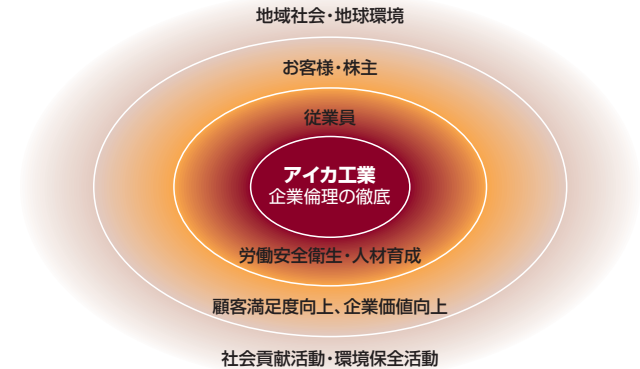 地域社会・地球環境
お客様・株主
従業員
アイカ工業
企業倫理の徹底
労働安全衛生・人材育成
顧客満足度向上、企業価値向上
社会貢献活動・環境保全活動